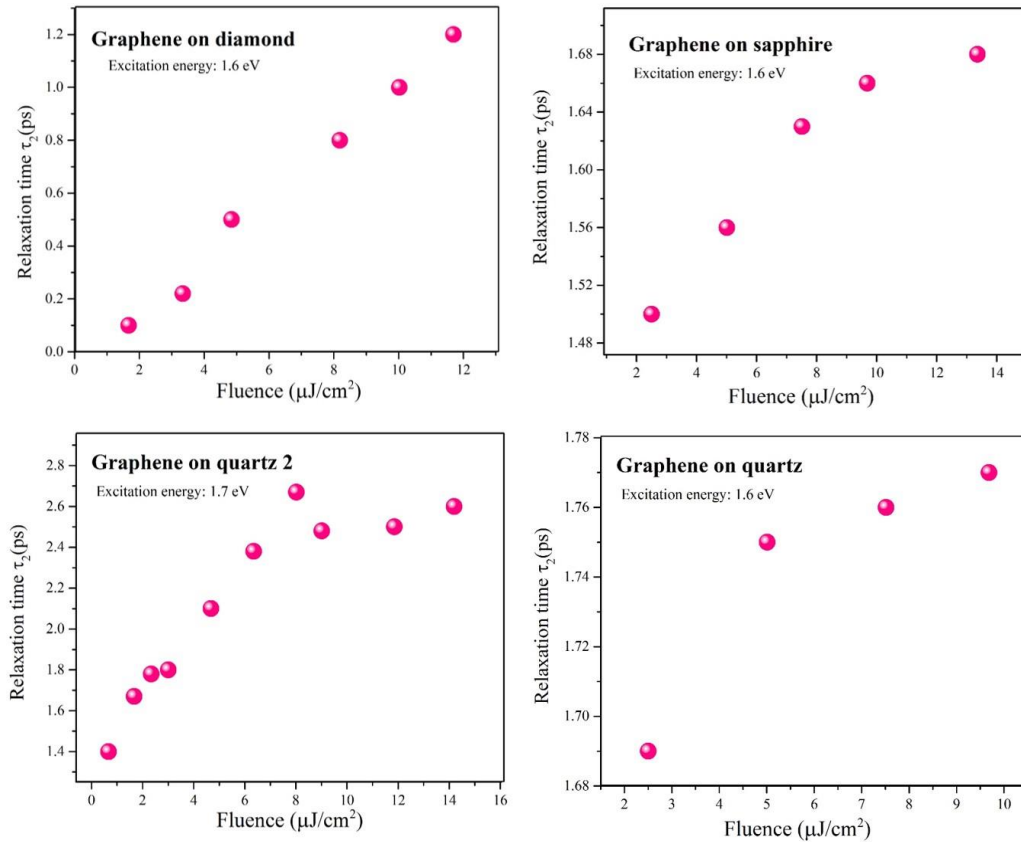 Graphene on diamond
Excitation energy: 1.6 eV
Relaxation time τ₂(ps)
1.2
1.0
0.8
0.6
0.4
0.2
0.0
0 2 4 6 8 10 12
Fluence (μJ/cm²)
Graphene on sapphire
Excitation energy: 1.6 eV
Relaxation time τ₂(ps)
1.68
1.64
1.60
1.56
1.52
1.48
2 4 6 8 10 12 14
Fluence (μJ/cm²)
Graphene on quartz 2
Excitation energy: 1.7 eV
Relaxation time τ₂(ps)
2.8
2.6
2.4
2.2
2.0
1.8
1.6
1.4
0 2 4 6 8 10 12 14 16
Fluence (μJ/cm²)
Graphene on quartz
Excitation energy: 1.6 eV
Relaxation time τ₂(ps)
1.78
1.76
1.74
1.72
1.70
1.68
2 3 4 5 6 7 8 9 10
Fluence (μJ/cm²)